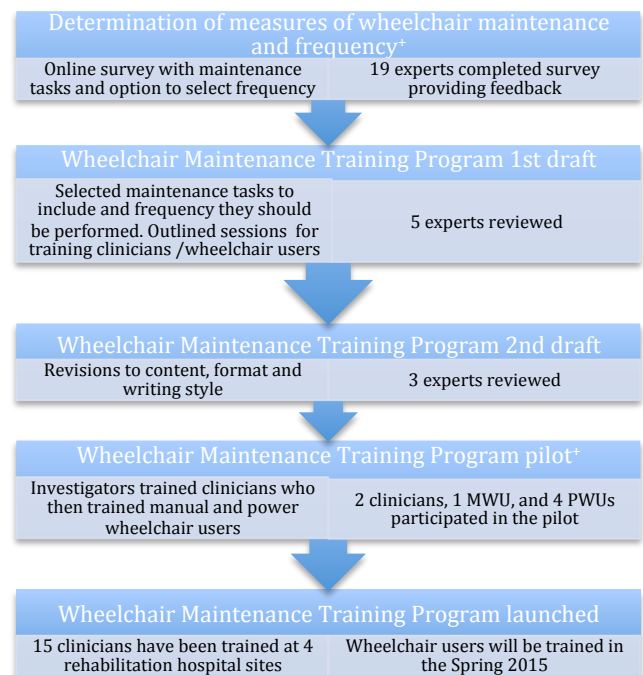 Determination of measures of wheelchair maintenance
and frequency⁺
Online survey with maintenance
tasks and option to select frequency
19 experts completed survey
providing feedback
Wheelchair Maintenance Training Program 1st draft
Selected maintenance tasks to
include and frequency they should
be performed. Outlined sessions for
training clinicians /wheelchair users
5 experts reviewed
Wheelchair Maintenance Training Program 2nd draft
Revisions to content, format and
writing style
3 experts reviewed
Wheelchair Maintenance Training Program pilot⁺
Investigators trained clinicians who
then trained manual and power
wheelchair users
2 clinicians, 1 MWU, and 4 PWUs
participated in the pilot
Wheelchair Maintenance Training Program launched
15 clinicians have been trained at 4
rehabilitation hospital sites
Wheelchair users will be trained in
the Spring 2015